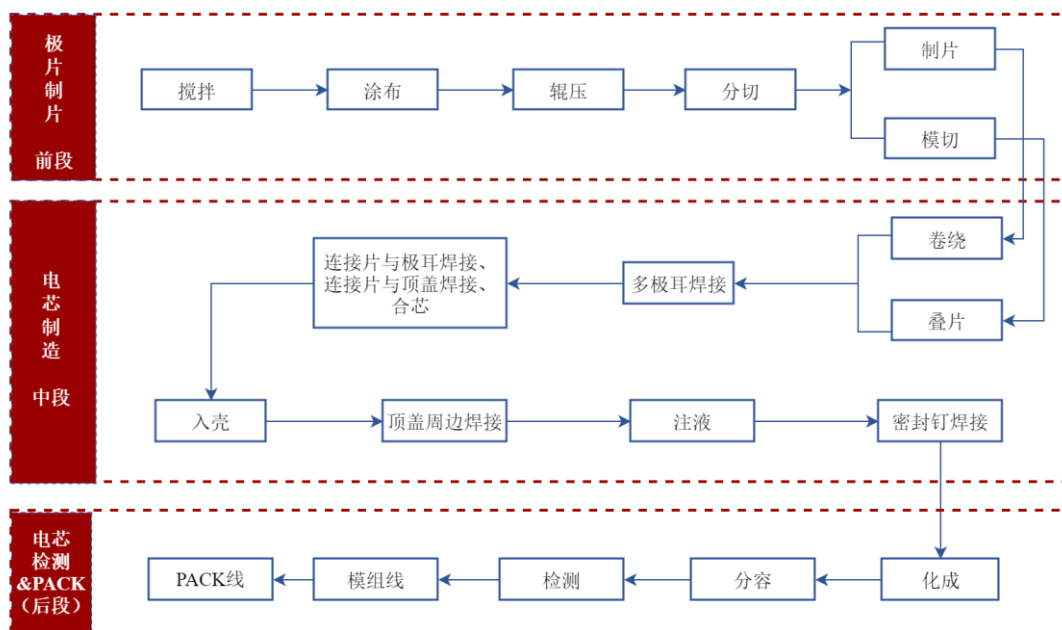 极
片
制
片
前段
搅拌
涂布
辊压
分切
制片
模切
电
芯
制
造
中段
卷绕
叠片
多极耳焊接
连接片与极耳焊接、
连接片与顶盖焊接、
合芯
入壳
顶盖周边焊接
注液
密封钉焊接
电芯
检测
&PACK
（后段）
PACK线
模组线
检测
分容
化成